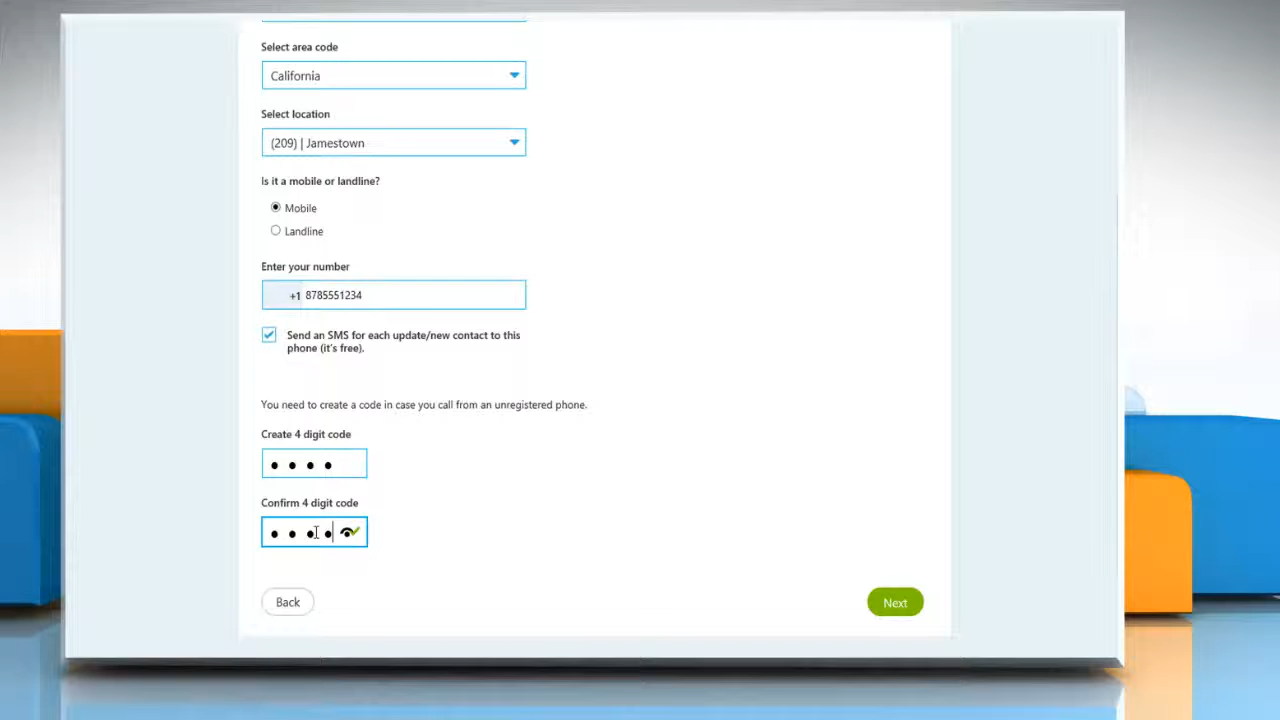 Select area code
California
Select location
(209) | Jamestown
Is it a mobile or landline?
Mobile
Landline
Enter your number
+1 8785551234
Send an SMS for each update/new contact to this
phone (it's free).
You need to create a code in case you call from an unregistered phone.
Create 4 digit code
Confirm 4 digit code
Back
Next